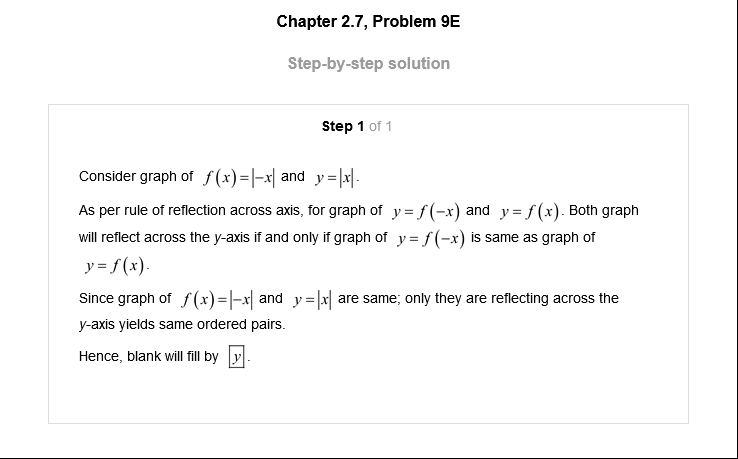 Chapter 2.7, Problem 9E
Step-by-step solution
Step 1 of 1
Consider graph of f(x)=|−x| and y=|x|.
As per rule of reflection across axis, for graph of y=f(−x) and y=f(x). Both graph
will reflect across the y-axis if and only if graph of y=f(−x) is same as graph of
y=f(x).
Since graph of f(x)=|−x| and y=|x| are same; only they are reflecting across the
y-axis yields same ordered pairs.
Hence, blank will fill by y.